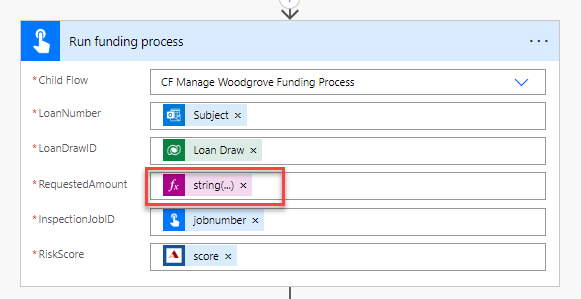 Run funding process ...
* Child Flow CF Manage Woodgrove Funding Process
* LoanNumber Subject ×
* LoanDrawID Loan Draw ×
* RequestedAmount fx string(...) ×
* InspectionJobID jobnumber ×
* RiskScore score ×